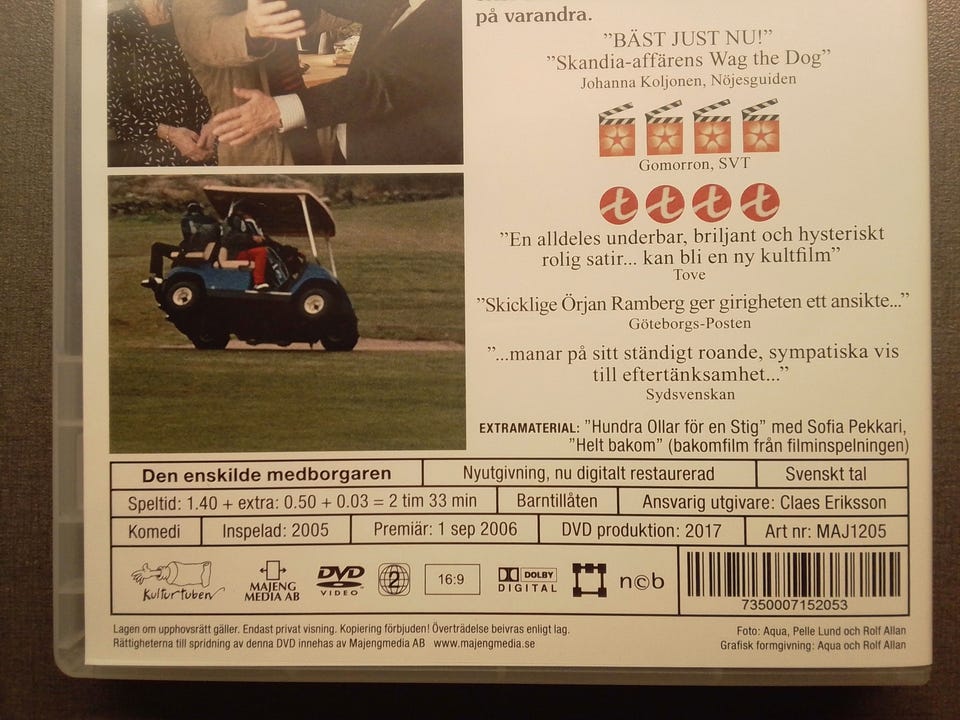 på varandra.
”BÄST JUST NU!”
”Skandia-affärens Wag the Dog”
Johanna Koljonen, Nöjesguiden
Gomorron, SVT
t t t t
”En alldeles underbar, briljant och hysteriskt
rolig satir... kan bli en ny kultfilm”
Tove
”Skicklige Örjan Ramberg ger girigheten ett ansikte...”
Göteborgs-Posten
”...manar på sitt ständigt roande, sympatiska vis
till eftertänksamhet...”
Sydsvenskan
EXTRAMATERIAL: ”Hundra Ollar för en Stig” med Sofia Pekkari,
”Helt bakom” (bakomfilm från filminspelningen)
Den enskilde medborgaren Nyutgivning, nu digitalt restaurerad Svenskt tal
Speltid: 1.40 + extra: 0.50 + 0.03 = 2 tim 33 min Barntillåten Ansvarig utgivare: Claes Eriksson
Komedi Inspelad: 2005 Premiär: 1 sep 2006 DVD produktion: 2017 Art nr: MAJ1205
Kulturtuben MAJENG MEDIA AB DVD VIDEO 2 16:9 DOLBY DIGITAL n©b
7350007152053
Lagen om upphovsrätt gäller. Endast privat visning. Kopiering förbjuden! Överträdelse beivras enligt lag.
Rättigheterna till spridning av denna DVD innehas av Majengmedia AB www.majengmedia.se
Foto: Aqua, Pelle Lund och Rolf Allan
Grafisk formgivning: Aqua och Rolf Allan